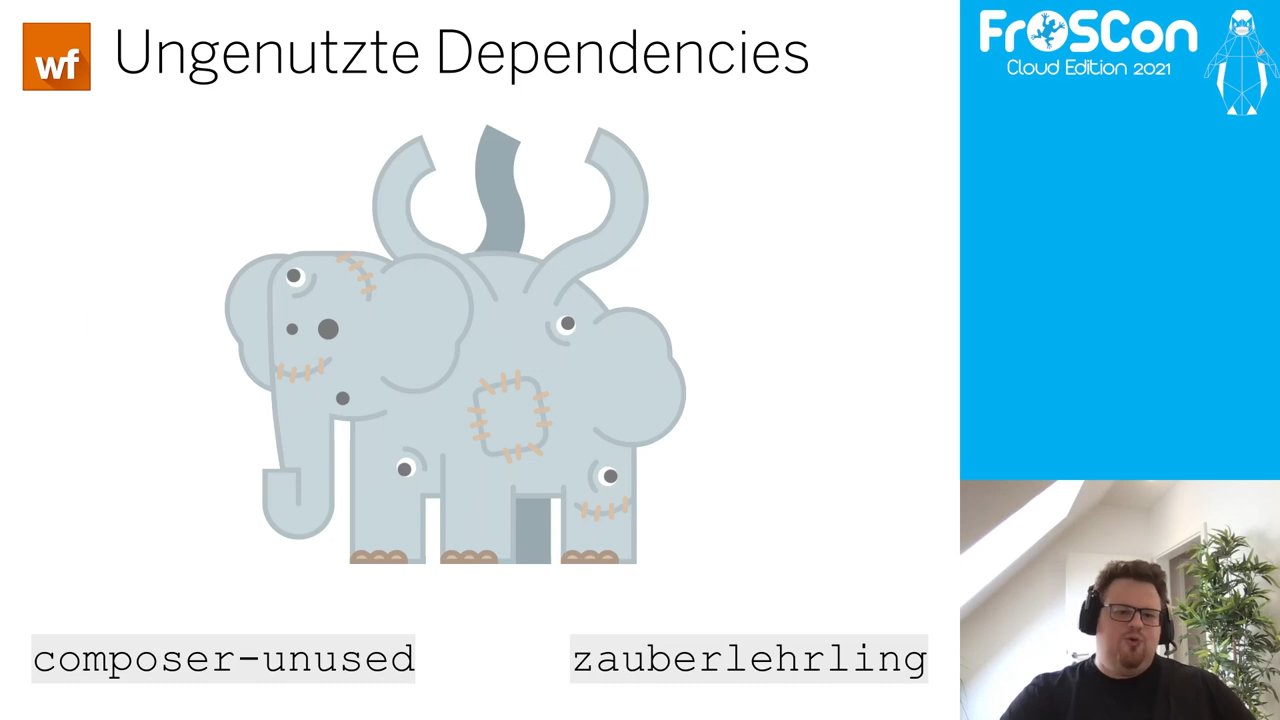 wf
Ungenutzte Dependencies
FrOSCon
Cloud Edition 2021
composer-unused
zauberlehrling